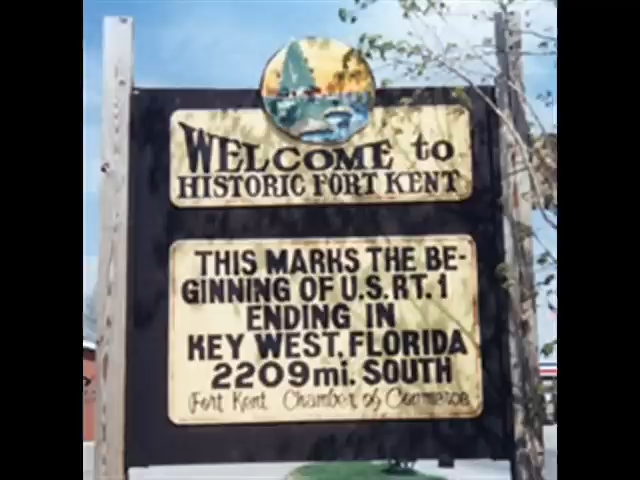 WELCOME to
HISTORIC FORT KENT
THIS MARKS THE BE-
GINNING OF U.S.RT.1
ENDING IN
KEY WEST, FLORIDA
2209mi. SOUTH
Fort Kent Chamber of Commerce